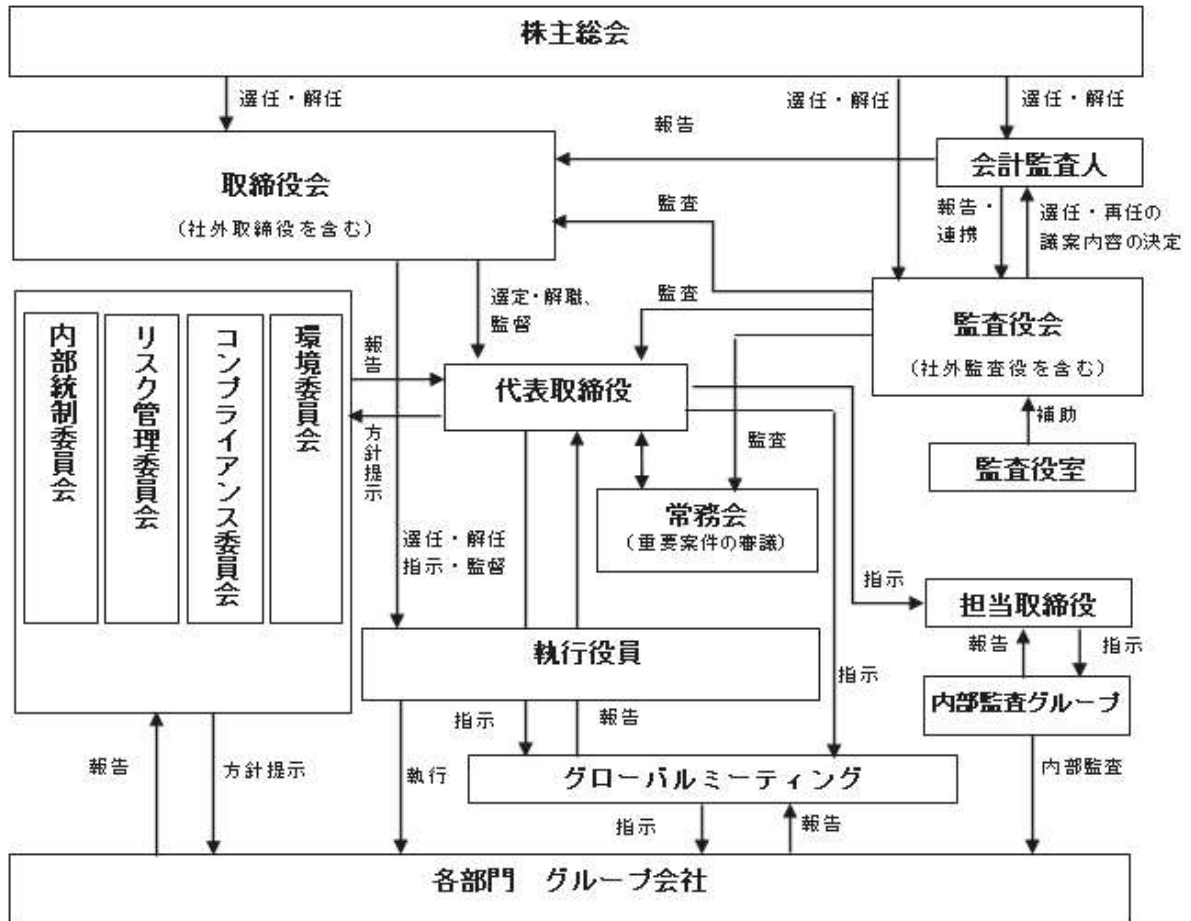 株主総会
選任・解任
選任・解任
選任・解任
報告
会計監査人
取締役会
(社外取締役を含む)
監査
報告・
連携
選任・再任の
議案内容の決定
選定・解職、
監督
監査
監査役会
(社外監査役を含む)
内部統制委員会
リスク管理委員会
コンプライアンス委員会
環境委員会
報告
代表取締役
方針提示
監査
補助
監査役室
常務会
(重要案件の審議)
選任・解任
指示・監督
指示
担当取締役
報告
指示
執行役員
指示
内部監査グループ
指示
報告
報告
方針提示
執行
グローバルミーティング
内部監査
指示
報告
各部門 グループ会社